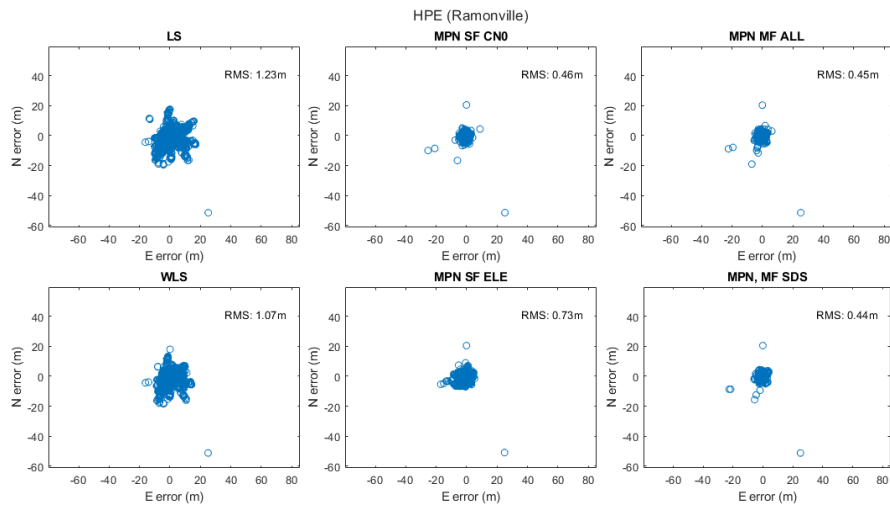 HPE (Ramonville)
LS
RMS: 1.23m
N error (m)
40
20
0
-20
-40
-60
-60 -40 -20 0 20 40 60 80
E error (m)
MPN SF CN0
RMS: 0.46m
N error (m)
40
20
0
-20
-40
-60
-60 -40 -20 0 20 40 60 80
E error (m)
MPN MF ALL
RMS: 0.45m
N error (m)
40
20
0
-20
-40
-60
-60 -40 -20 0 20 40 60 80
E error (m)
WLS
RMS: 1.07m
N error (m)
40
20
0
-20
-40
-60
-60 -40 -20 0 20 40 60 80
E error (m)
MPN SF ELE
RMS: 0.73m
N error (m)
40
20
0
-20
-40
-60
-60 -40 -20 0 20 40 60 80
E error (m)
MPN, MF SDS
RMS: 0.44m
N error (m)
40
20
0
-20
-40
-60
-60 -40 -20 0 20 40 60 80
E error (m)